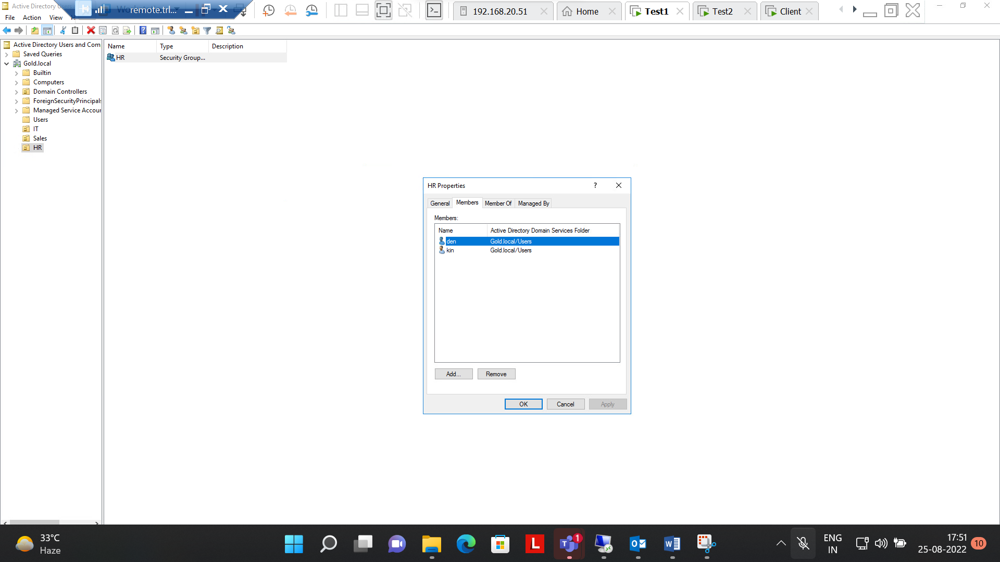 Active Directory Users
remote.trl...
192.168.20.51
Home
Test1
Test2
Client
File Action View
Active Directory Users and Com
Saved Queries
Gold.local
Builtin
Computers
Domain Controllers
ForeignSecurityPrincipals
Managed Service Accour
Users
IT
Sales
HR
Name Type Description
HR Security Group...
HR Properties ?
General Members Member Of Managed By
Members:
Name Active Directory Domain Services Folder
den Gold.local/Users
kin Gold.local/Users
Add... Remove
OK Cancel Apply
33°C
Haze
L
T 1
ENG
IN
17:51
25-08-2022
10